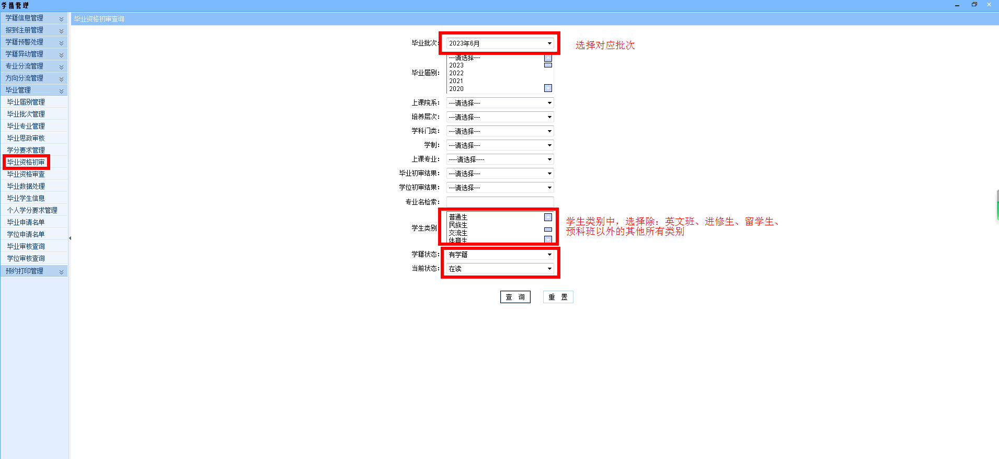 学籍管理
学籍信息管理
报到注册管理
学籍预警处理
学籍异动管理
专业分流管理
方向分流管理
毕业管理
毕业届别管理
毕业批次管理
毕业专业管理
毕业思政审核
学分要求管理
毕业资格初审
毕业资格审查
毕业数据处理
毕业学生信息
个人学分要求管理
毕业申请名单
学位申请名单
毕业审核查询
学位审核查询
预约打印管理
毕业资格初审查询
毕业批次: 2023年6月
选择对应批次
毕业届别:
---请选择---
2023
2022
2021
2020
上课院系: ---请选择---
培养层次: ---请选择---
学科门类: ---请选择---
学制: ---请选择---
上课专业: ----请选择----
毕业初审结果: ---请选择---
学位初审结果: ---请选择---
专业名检索:
学生类别
普通生
民族生
交流生
体育生
学生类别中，选择除：英文班、进修生、留学生、
预科班以外的其他所有类别
学籍状态: 有学籍
当前状态: 在读
查 询
重 置